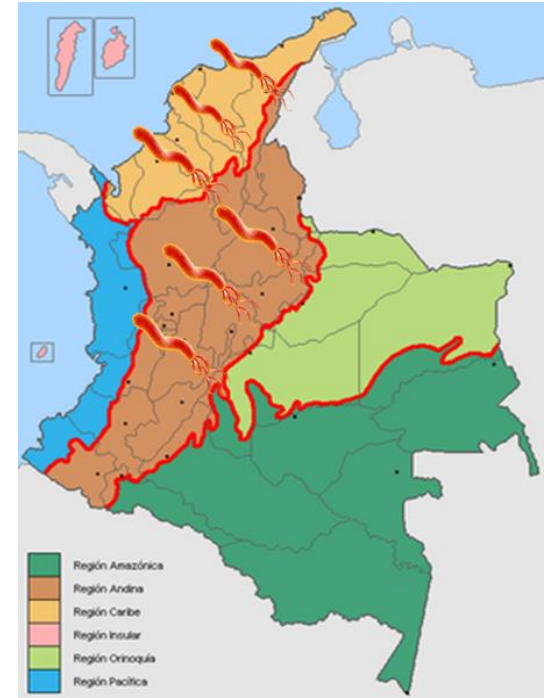 Región Amazónica
Región Andina
Región Caribe
Región Insular
Región Orinoquía
Región Pacífica